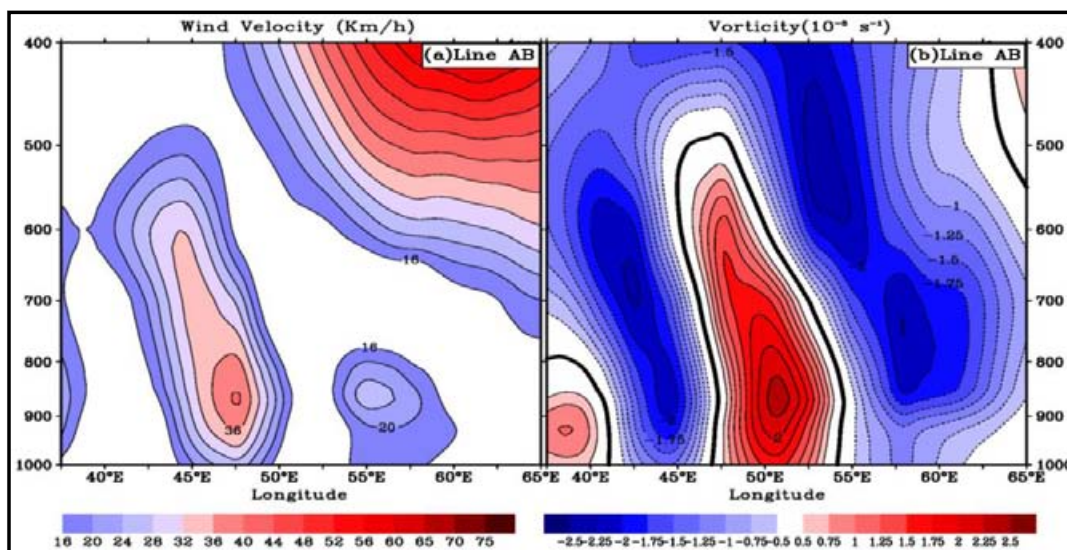 Wind Velocity (Km/h)
(a)Line AB
400
500
600
700
800
900
1000
16
16
20
36
40°E
45°E
50°E
55°E
60°E
65°E
Longitude
16 20 24 28 32 36 40 44 48 52 56 65 70 75
Vorticity(10⁻⁵ s⁻¹)
(b)Line AB
-1.5
-1
-1.25
-1.5
-1.75
-1.75
2
400
500
600
700
800
900
1000
40°E
45°E
50°E
55°E
60°E
65°E
Longitude
-2.5-2.25-2-1.75-1.5-1.25-1-0.75-0.5 0.5 0.75 1 1.25 1.5 1.75 2 2.25 2.5